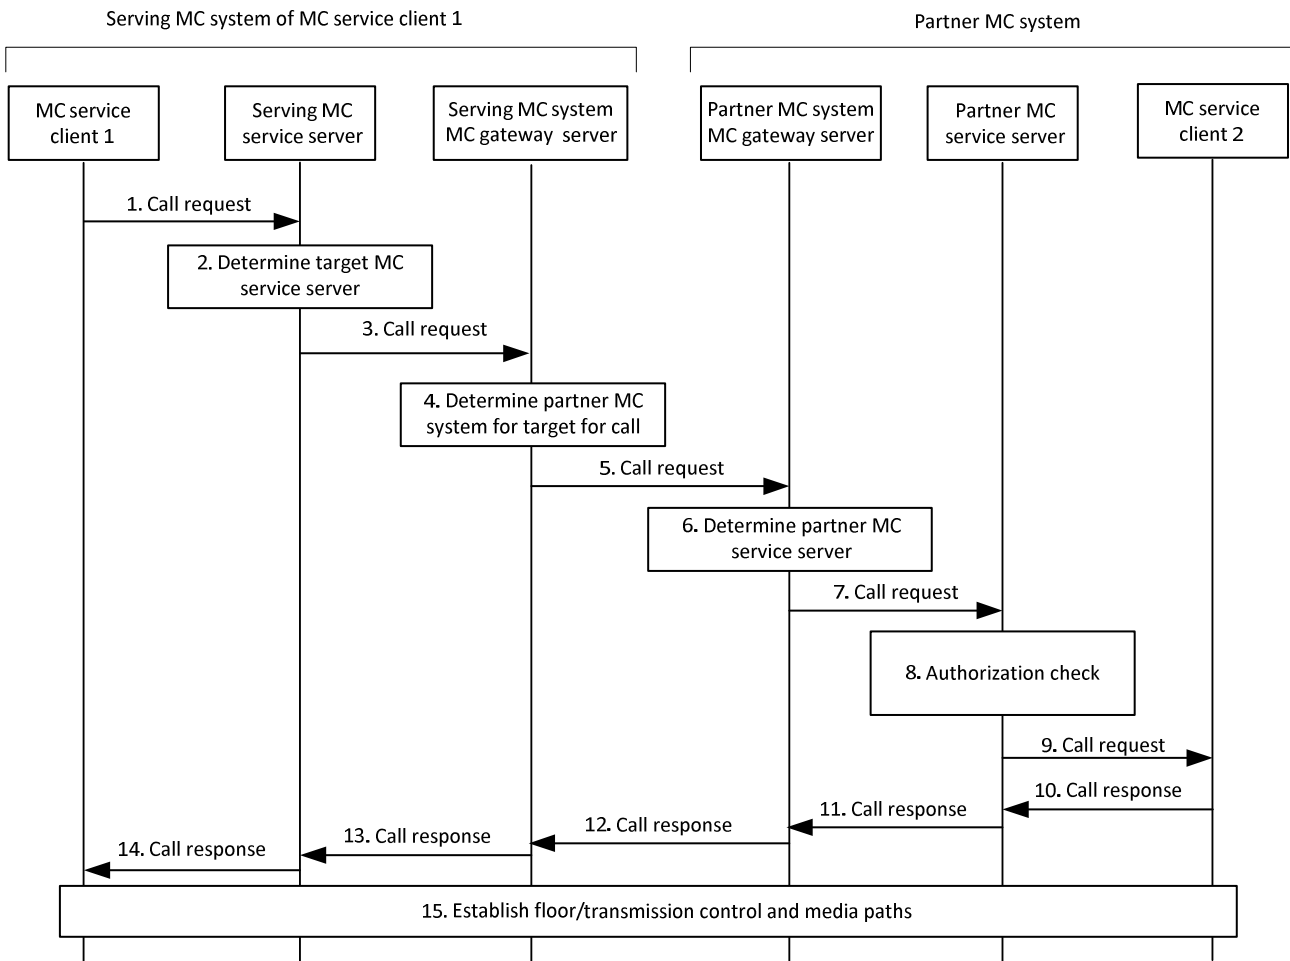 Serving MC system of MC service client 1
Partner MC system
MC service
client 1
Serving MC
service server
Serving MC system
MC gateway server
Partner MC system
MC gateway server
Partner MC
service server
MC service
client 2
1. Call request
2. Determine target MC
service server
3. Call request
4. Determine partner MC
system for target for call
5. Call request
6. Determine partner MC
service server
7. Call request
8. Authorization check
9. Call request
10. Call response
11. Call response
12. Call response
13. Call response
14. Call response
15. Establish floor/transmission control and media paths